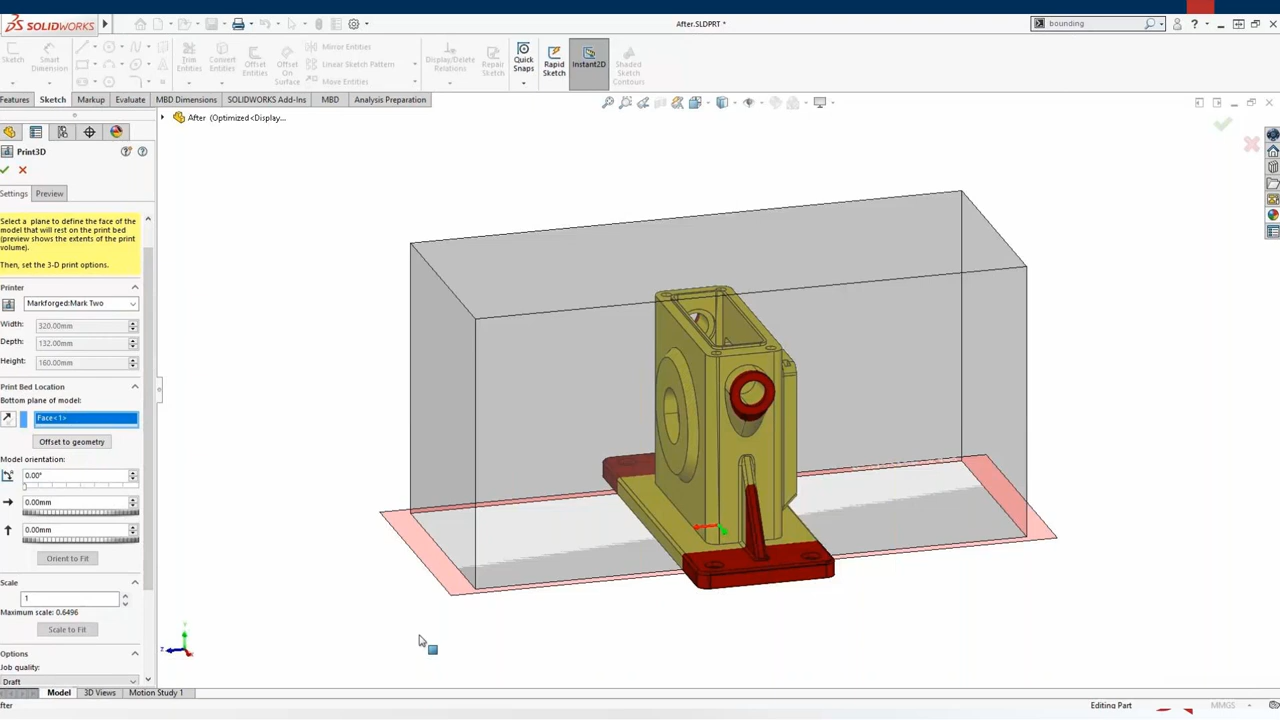 SOLIDWORKS
After.SLDPRT *
bounding
Sketch
Smart Dimension
Trim Entities
Convert Entities
Offset Entities
Offset On Surface
Mirror Entities
Linear Sketch Pattern
Move Entities
Display/Delete Relations
Repair Sketch
Quick Snaps
Rapid Sketch
Instant2D
Shaded Sketch Contours
Features
Sketch
Markup
Evaluate
MBD Dimensions
SOLIDWORKS Add-Ins
MBD
Analysis Preparation
After (Optimized<Display...
Print3D
Settings
Preview
Select a plane to define the face of the
model that will rest on the print bed
(preview shows the extents of the print
volume).
Then, set the 3-D print options.
Printer
Markforged:Mark Two
Width:
320.00mm
Depth:
132.00mm
Height:
160.00mm
Print Bed Location
Bottom plane of model:
Face<1>
Offset to geometry
Model orientation:
0.00°
0.00mm
0.00mm
Orient to Fit
Scale
1
Maximum scale: 0.6496
Scale to Fit
Options
Job quality:
Draft
Model
3D Views
Motion Study 1
fter
Editing Part
MMGS